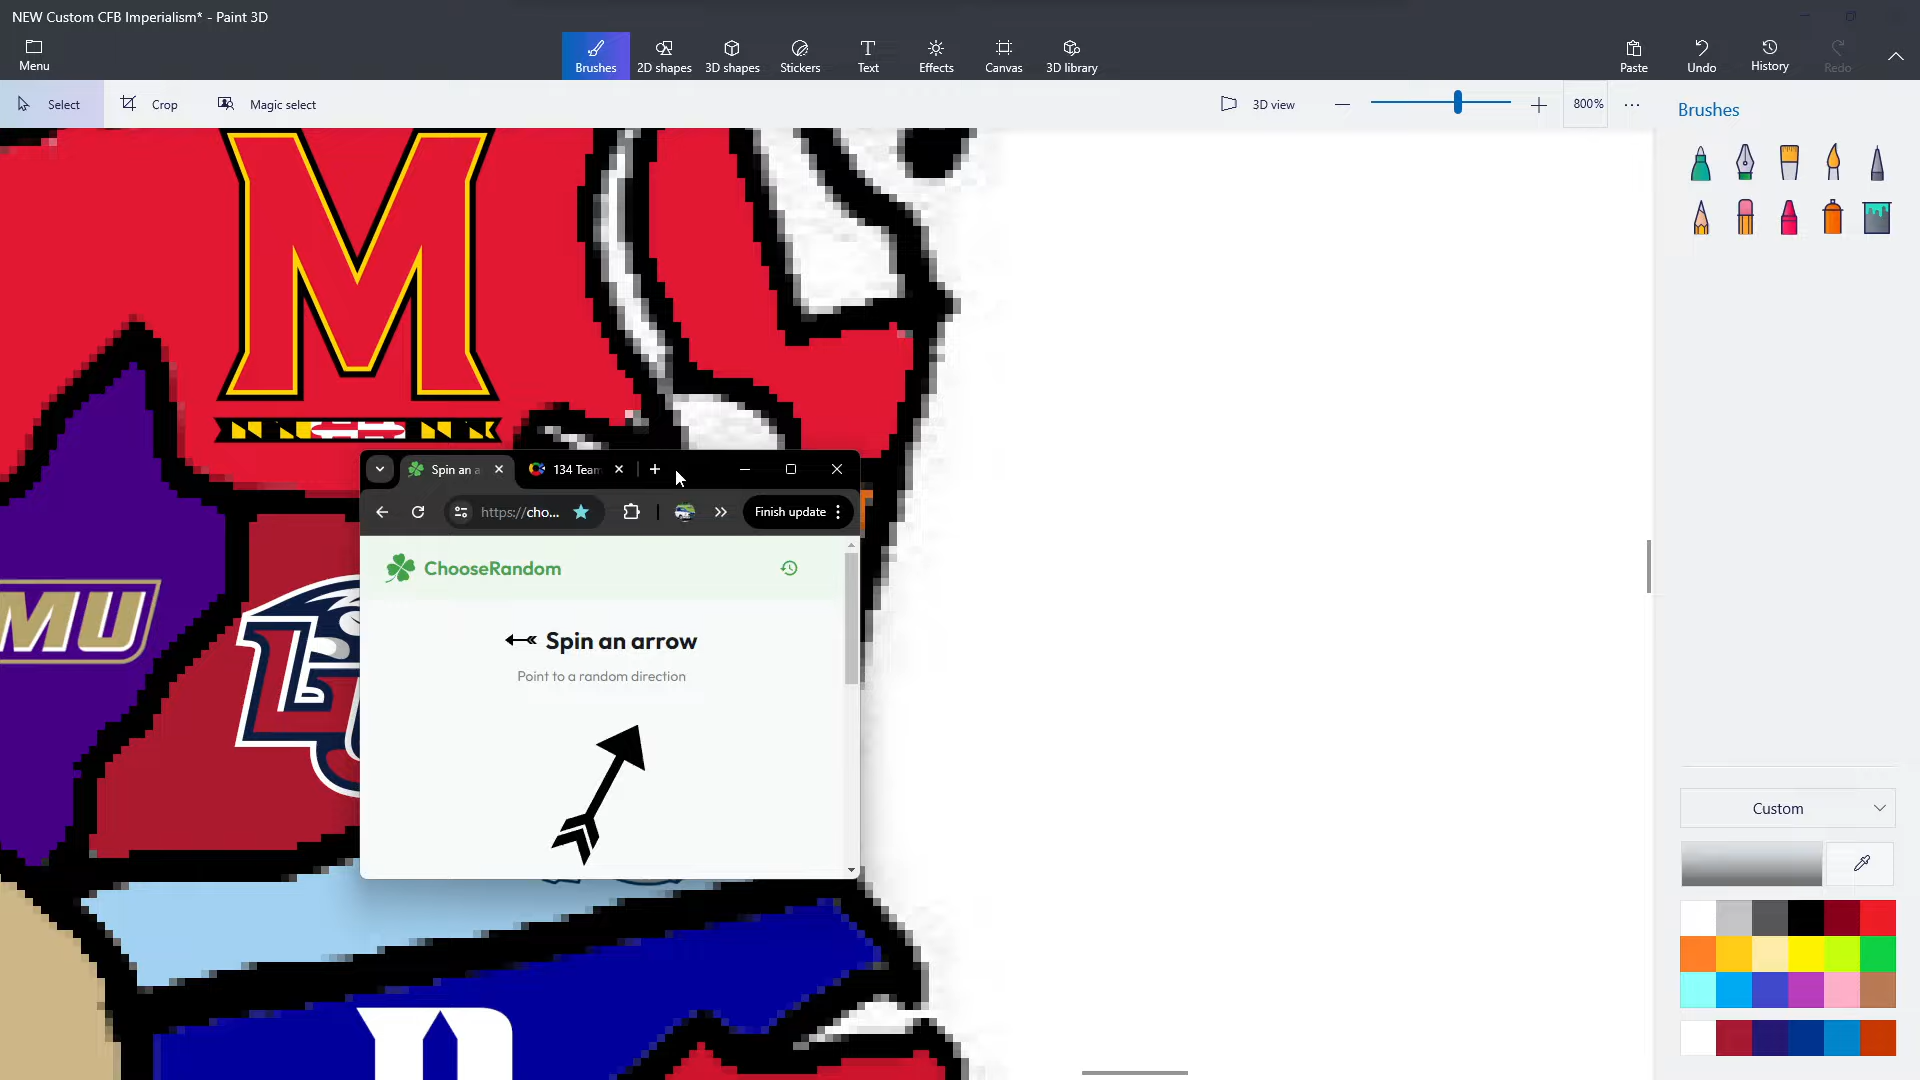 NEW Custom CFB Imperialism* - Paint 3D
Menu
Brushes
2D shapes
3D shapes
Stickers
Text
Effects
Canvas
3D library
Paste
Undo
History
Redo
Select
Crop
Magic select
3D view
800%
Brushes
M
Spin an a
134 Team
https://cho...
Finish update
ChooseRandom
MU
Spin an arrow
Point to a random direction
Custom